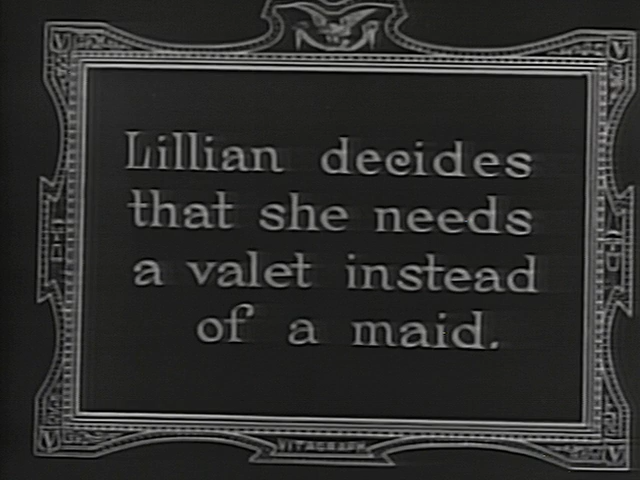 Lillian decides
that she needs
a valet instead
of a maid.
VITAGRAPH